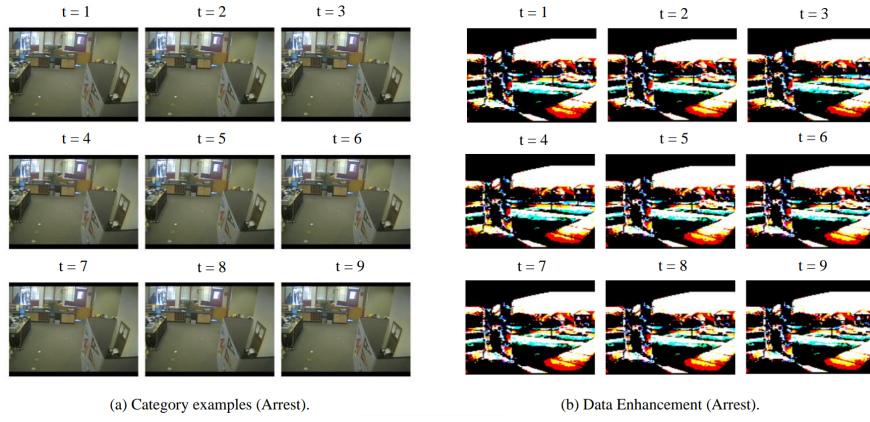 t = 1 t = 2 t = 3
t = 4 t = 5 t = 6
t = 7 t = 8 t = 9
(a) Category examples (Arrest).
t = 1 t = 2 t = 3
t = 4 t = 5 t = 6
t = 7 t = 8 t = 9
(b) Data Enhancement (Arrest).